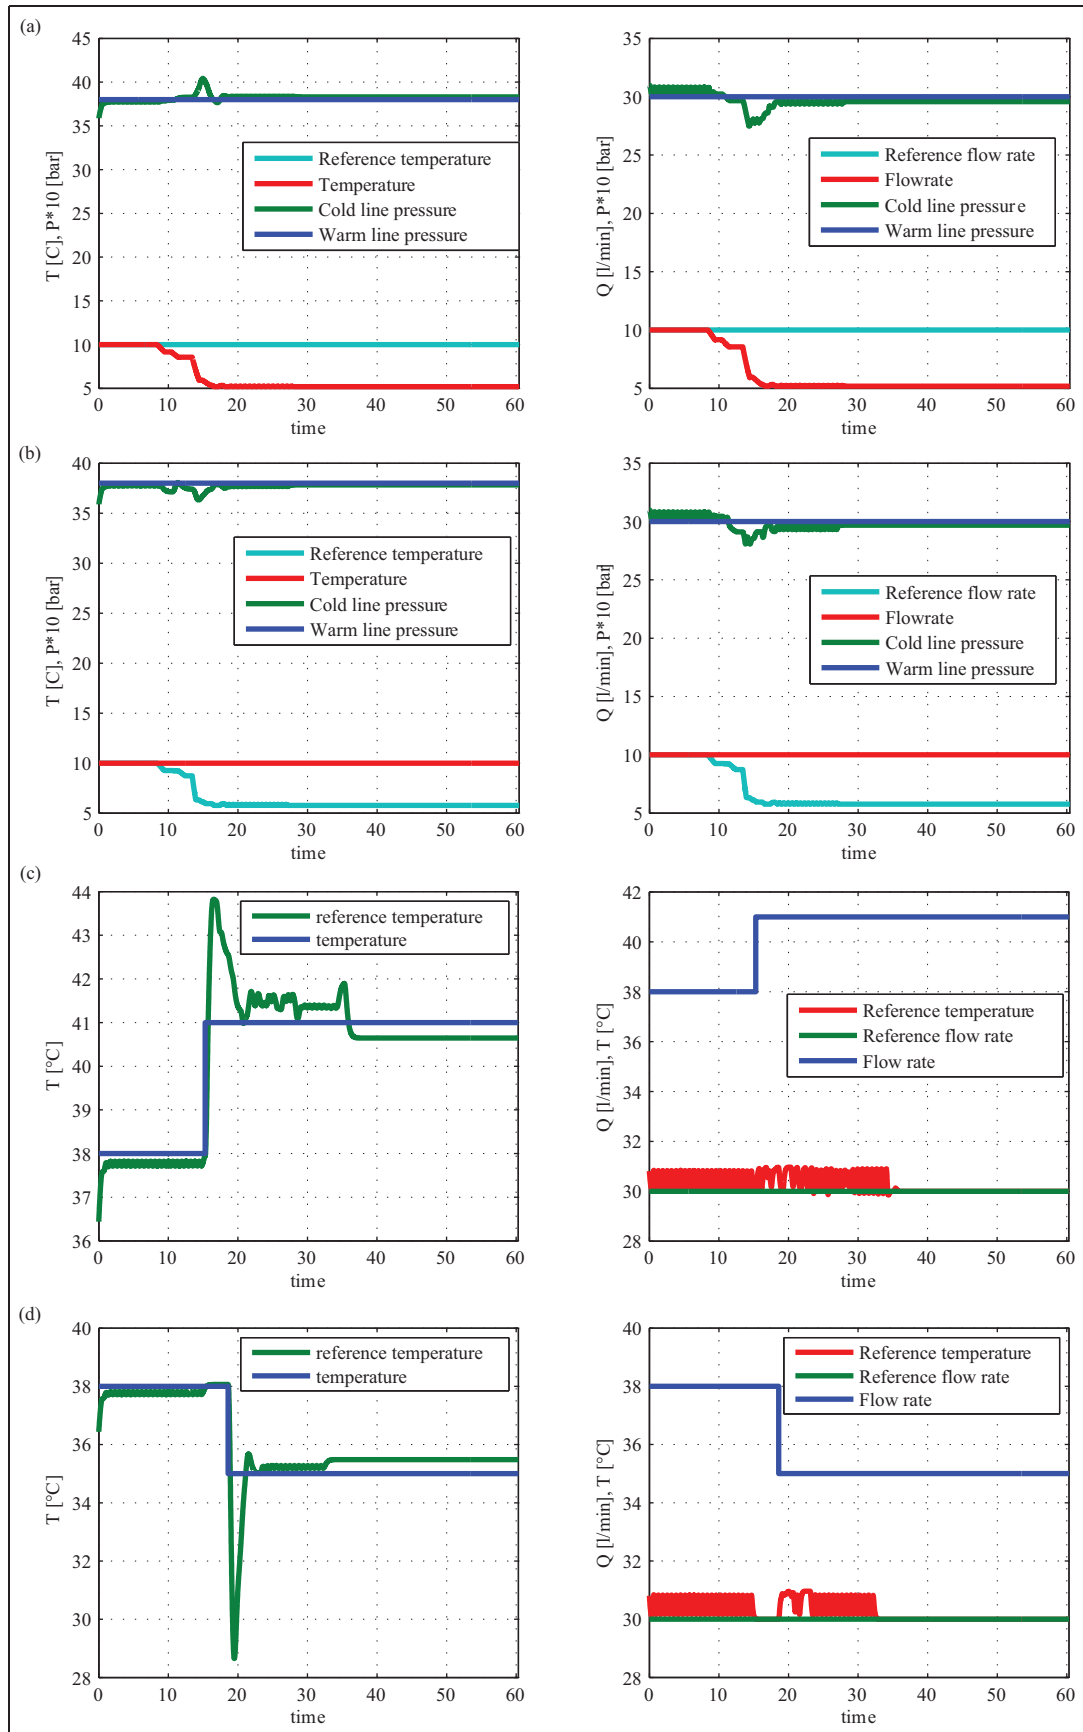 (a)
45
40
35
30
25
20
15
10
5
T [C], P*10 [bar]
Reference temperature
Temperature
Cold line pressure
Warm line pressure
0 10 20 30 40 50 60
time
35
30
25
20
15
10
5
Q [l/min], P*10 [bar]
Reference flow rate
Flowrate
Cold line pressure
Warm line pressure
0 10 20 30 40 50 60
time
(b)
40
35
30
25
20
15
10
5
T [C], P*10 [bar]
Reference temperature
Temperature
Cold line pressure
Warm line pressure
0 10 20 30 40 50 60
time
35
30
25
20
15
10
5
Q [l/min], P*10 [bar]
Reference flow rate
Flowrate
Cold line pressure
Warm line pressure
0 10 20 30 40 50 60
time
(c)
44
43
42
41
40
39
38
37
36
T [°C]
reference temperature
temperature
0 10 20 30 40 50 60
time
42
40
38
36
34
32
30
28
Q [l/min], T [°C]
Reference temperature
Reference flow rate
Flow rate
0 10 20 30 40 50 60
time
(d)
40
38
36
34
32
30
28
T [°C]
reference temperature
temperature
0 10 20 30 40 50 60
time
40
38
36
34
32
30
28
Q [l/min], T [°C]
Reference temperature
Reference flow rate
Flow rate
0 10 20 30 40 50 60
time